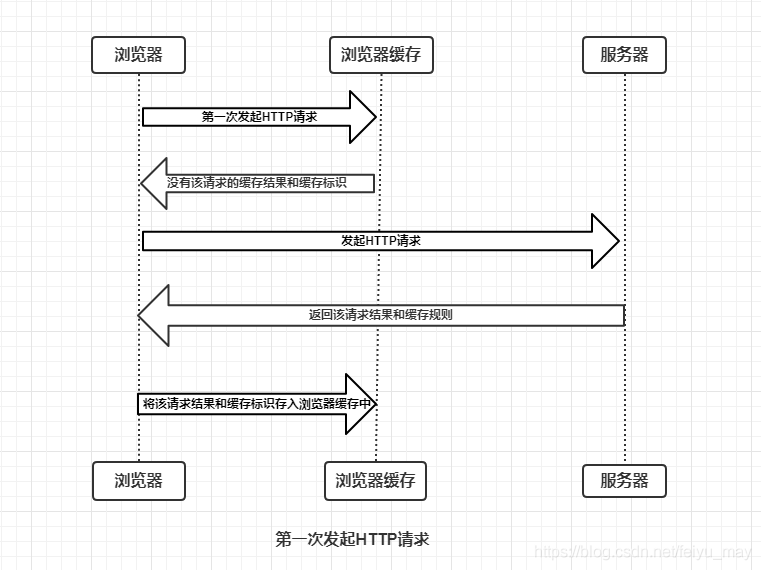 浏览器 浏览器缓存 服务器
第一次发起HTTP请求
没有该请求的缓存结果和缓存标识
发起HTTP请求
返回该请求结果和缓存规则
将该请求结果和缓存标识存入浏览器缓存中
浏览器 浏览器缓存 服务器
第一次发起HTTP请求
https://blog.csdn.net/feiyu_may